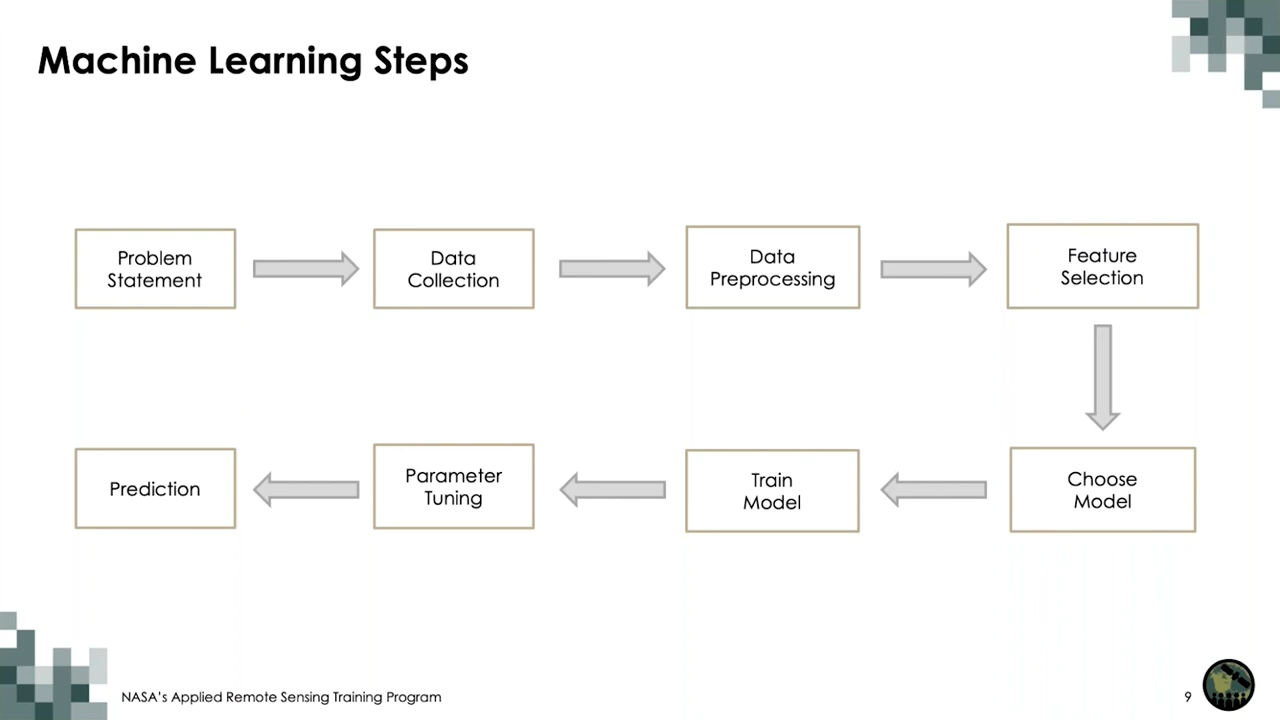 Machine Learning Steps
Problem
Statement
Data
Collection
Data
Preprocessing
Feature
Selection
Choose
Model
Train
Model
Parameter
Tuning
Prediction
NASA's Applied Remote Sensing Training Program
9